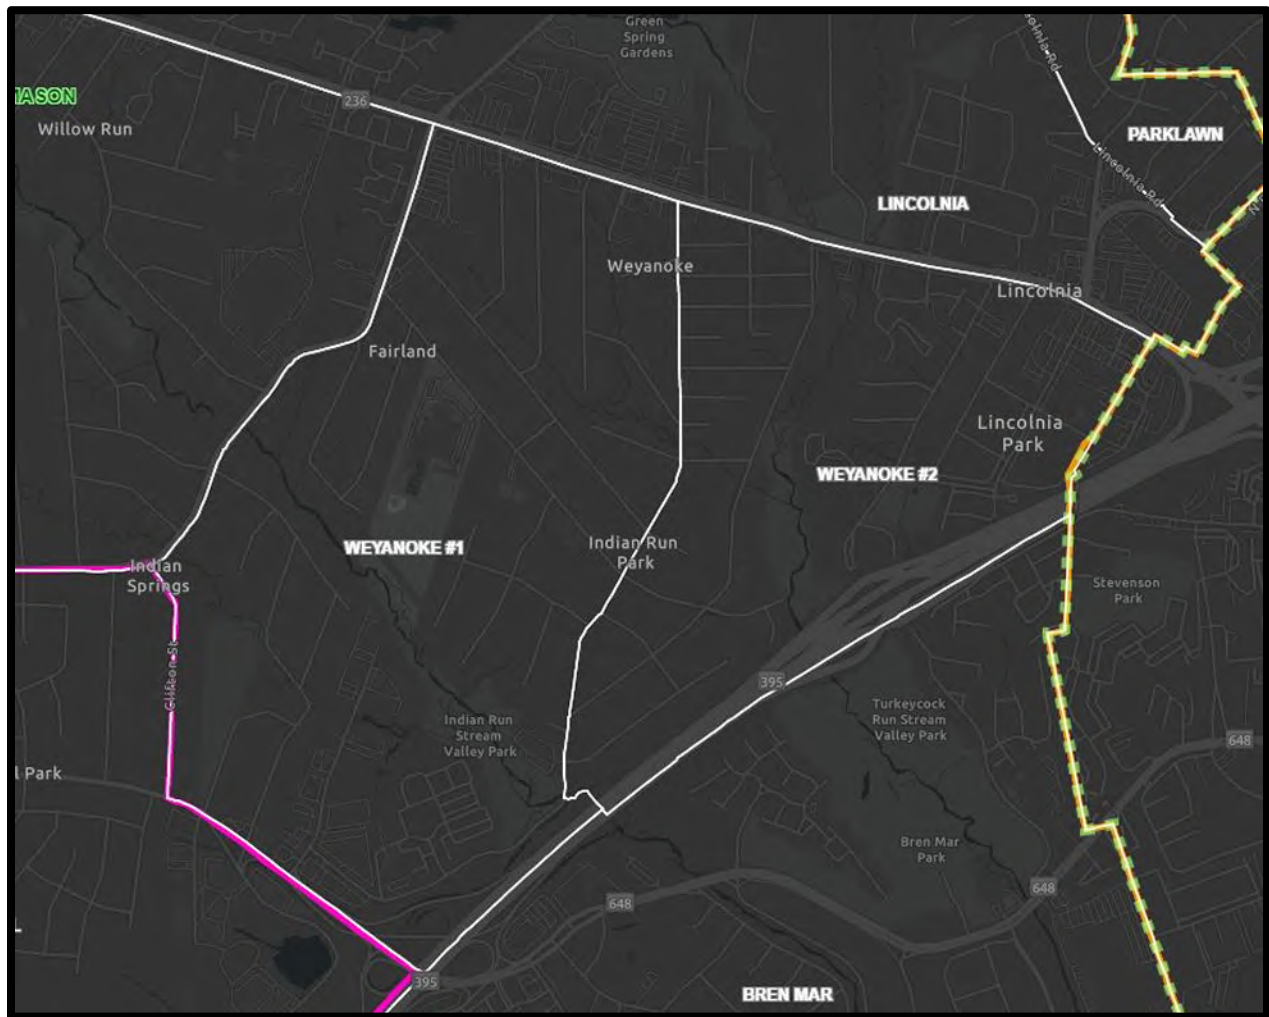 Green
Spring
Gardens
236
Willow Run
PARKLAWN
Lincolnia Rd
LINCOLNIA
Weyanoke
Lincolnia
Fairland
Lincolnia
Park
WEYANOKE #2
WEYANOKE #1
Indian Run
Park
Indian
Springs
Stevenson
Park
Clifton St
395
Indian Run
Stream
Valley Park
Turkeycock
Run Stream
Valley Park
648
Park
Bren Mar
Park
648
648
395
BREN MAR